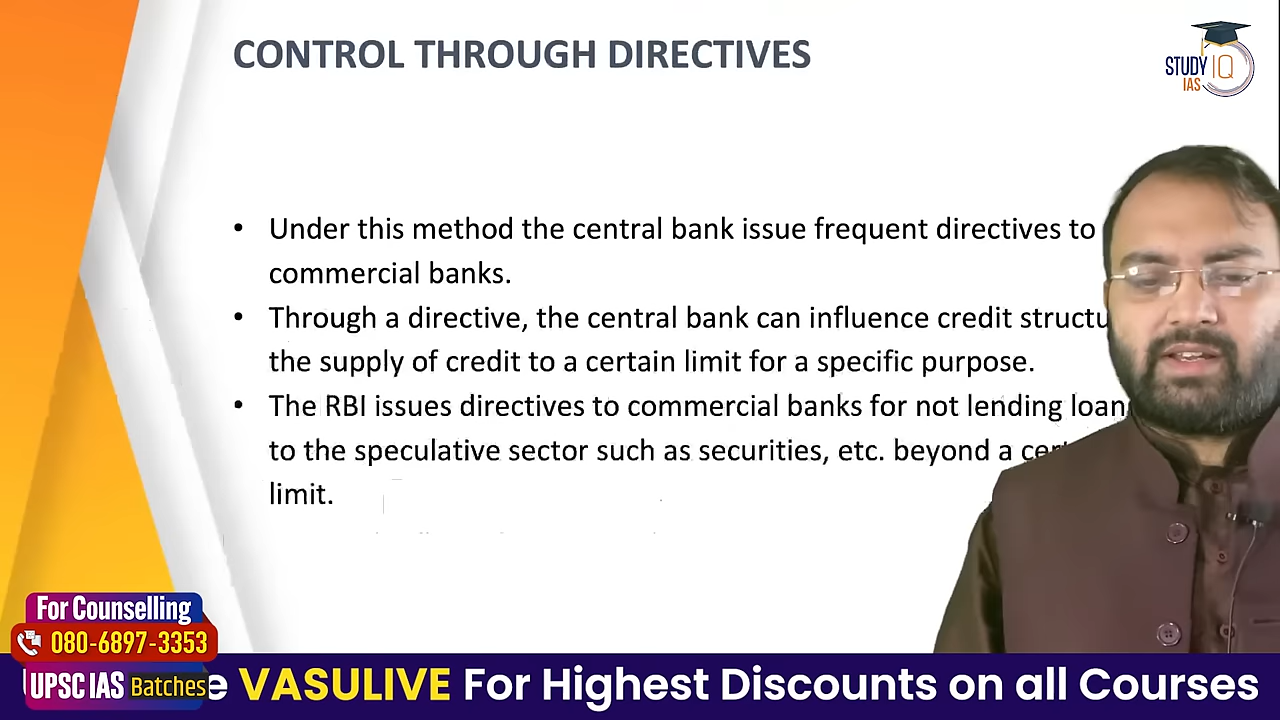 CONTROL THROUGH DIRECTIVES
STUDY IQ
IAS
• Under this method the central bank issue frequent directives to
commercial banks.
• Through a directive, the central bank can influence credit
the supply of credit to a certain limit for a specific purpose.
• The RBI issues directives to commercial banks for not lending
to the speculative sector such as securities, etc. beyond a
limit.
For Counselling
080-6897-3353
UPSC IAS Batches
VASULIVE For Highest Discounts on all Courses